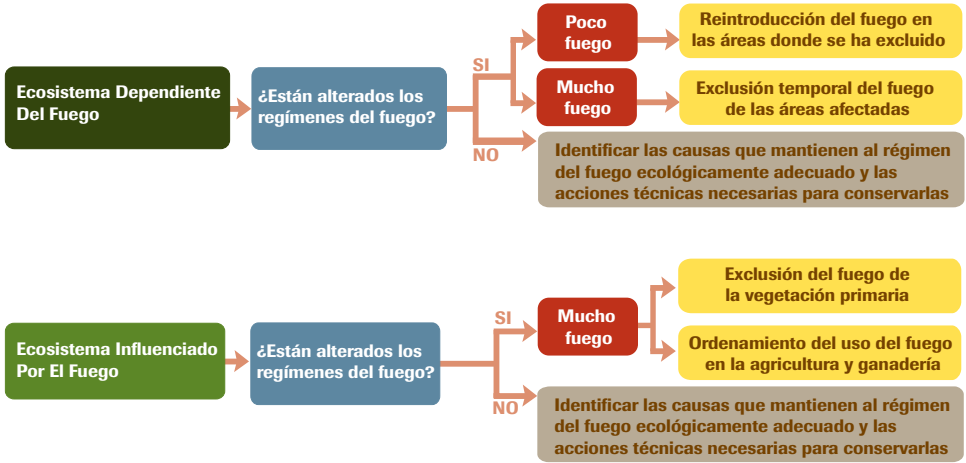 Ecosistema Dependiente
Del Fuego
¿Están alterados los
regímenes del fuego?
SI
Poco
fuego
Reintroducción del fuego en
las áreas donde se ha excluido
Mucho
fuego
Exclusión temporal del fuego
de las áreas afectadas
NO
Identificar las causas que mantienen al régimen
del fuego ecológicamente adecuado y las
acciones técnicas necesarias para conservarlas
Ecosistema Influenciado
Por El Fuego
¿Están alterados los
regímenes del fuego?
SI
Mucho
fuego
Exclusión del fuego de
la vegetación primaria
Ordenamiento del uso del fuego
en la agricultura y ganadería
NO
Identificar las causas que mantienen al régimen
del fuego ecológicamente adecuado y las
acciones técnicas necesarias para conservarlas